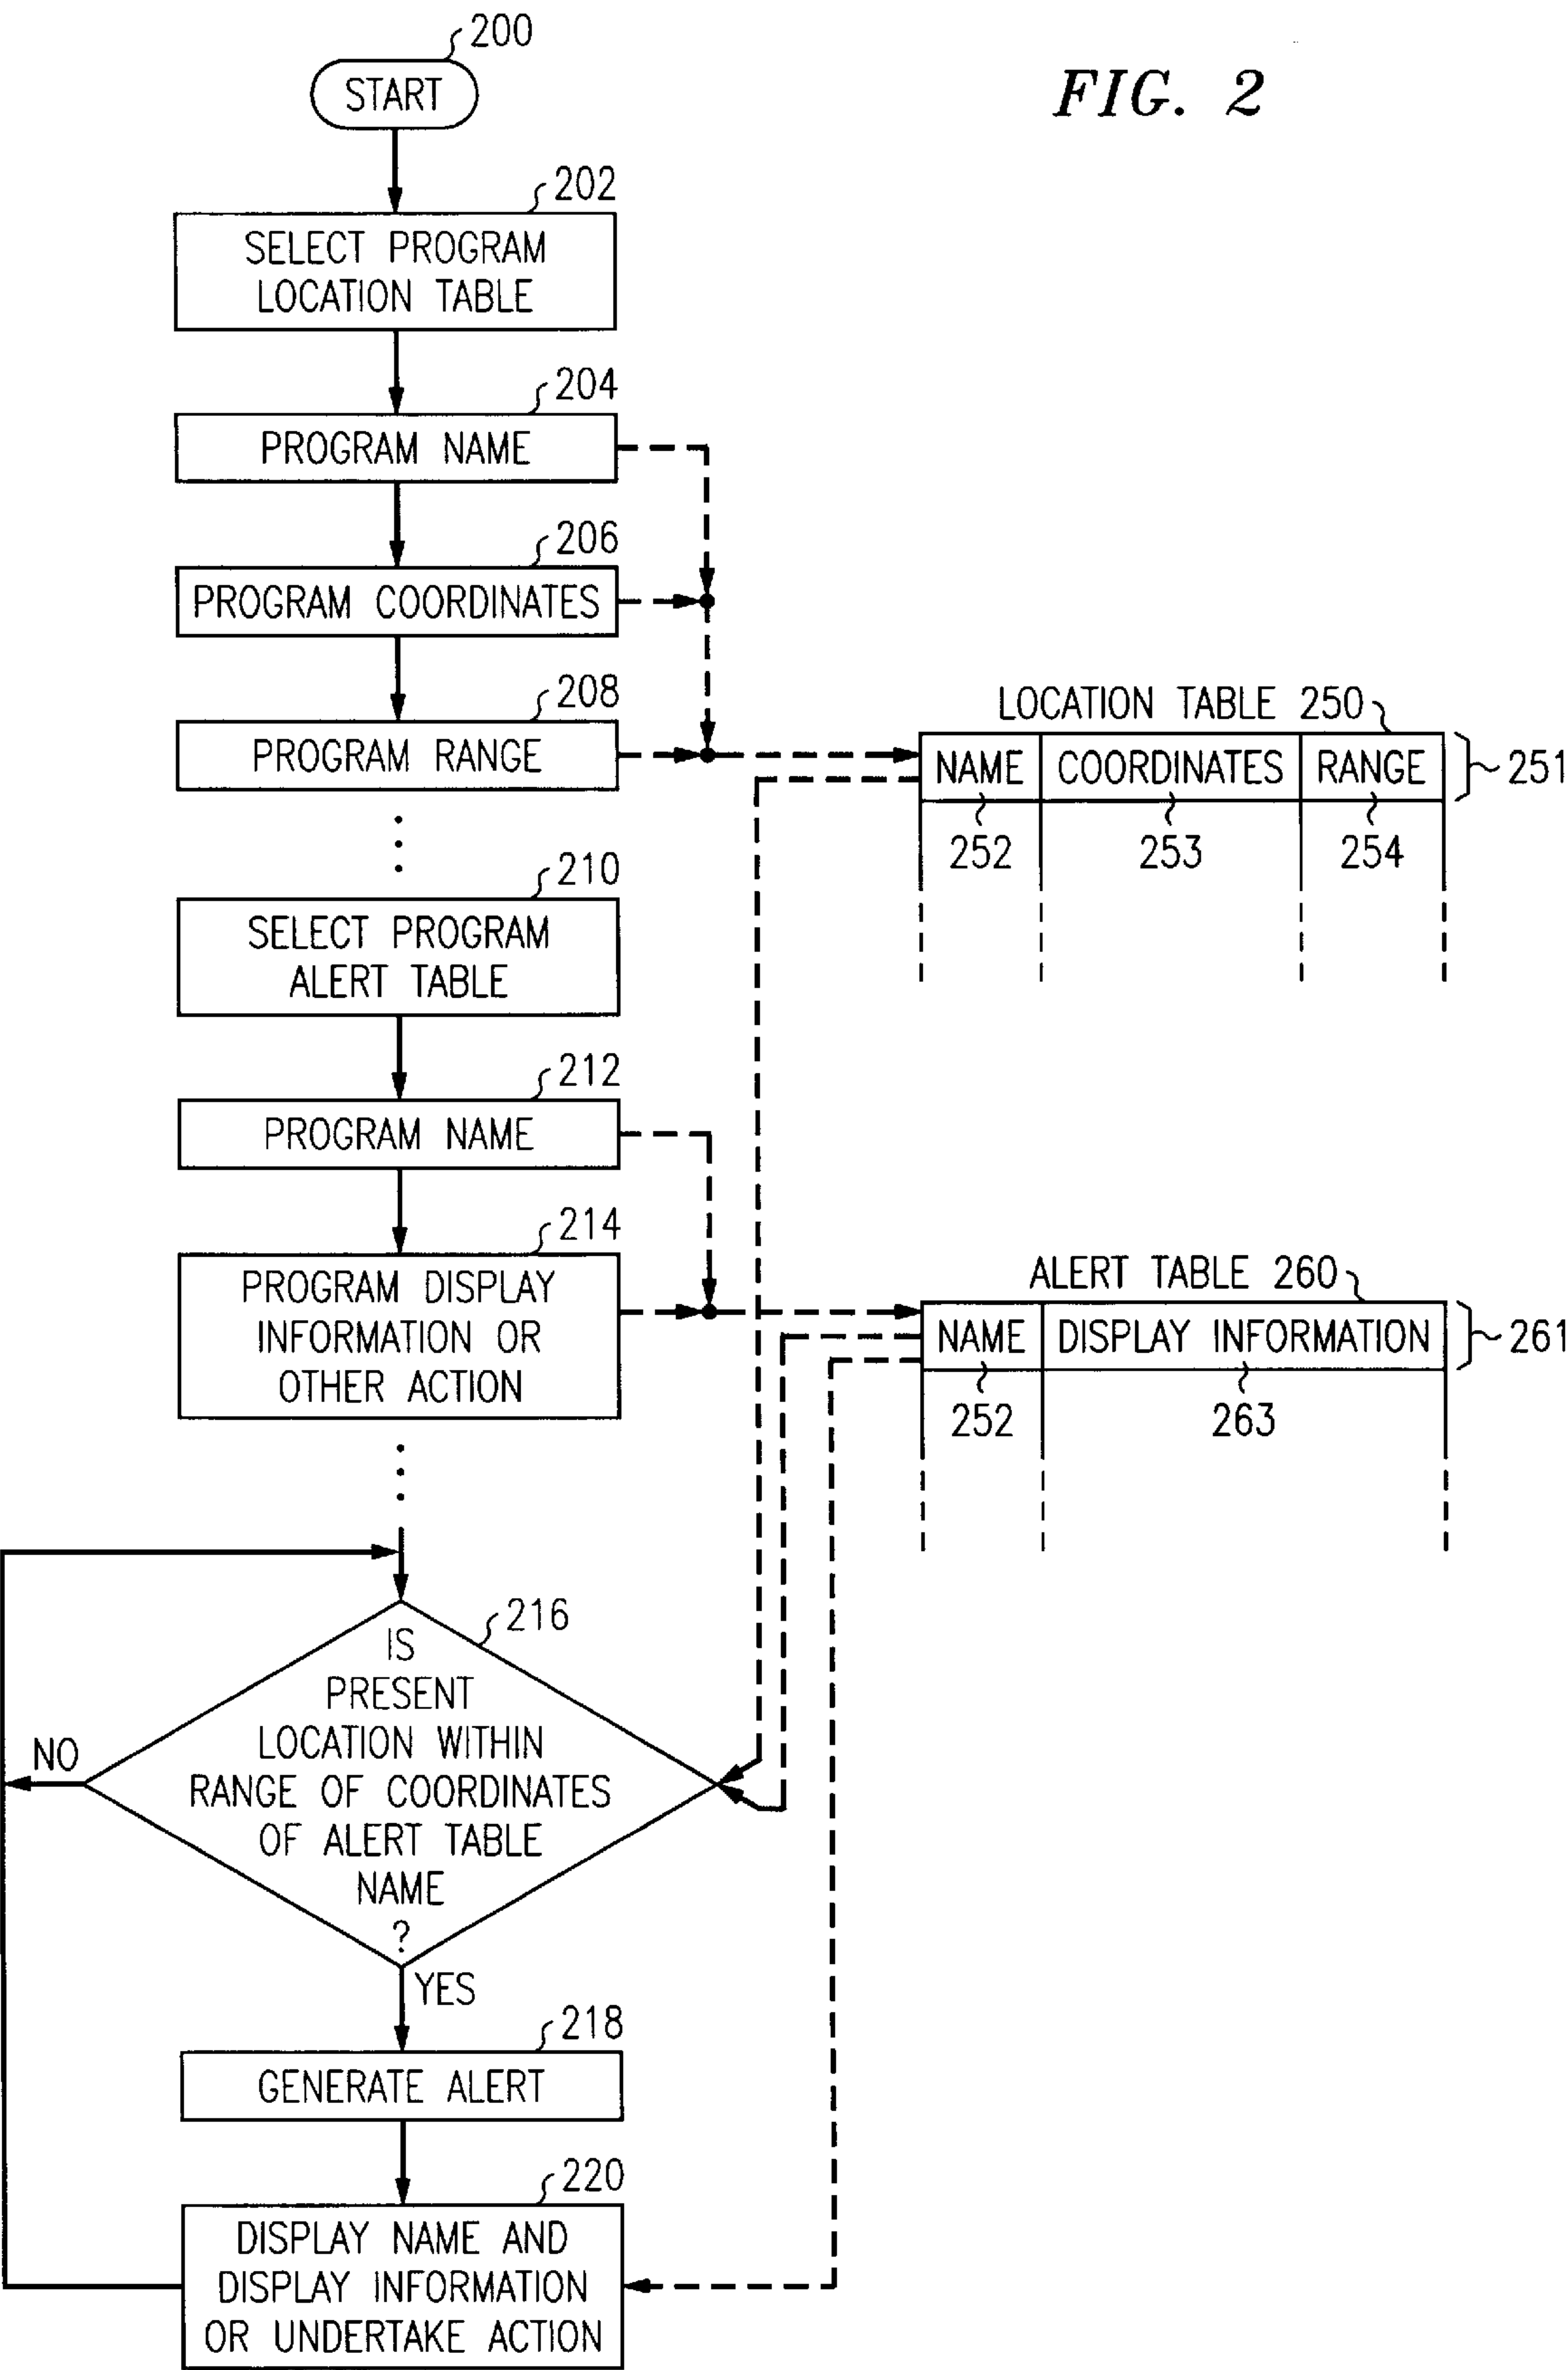 200
START
FIG. 2
202
SELECT PROGRAM
LOCATION TABLE
204
PROGRAM NAME
206
PROGRAM COORDINATES
208
PROGRAM RANGE
LOCATION TABLE 250
NAME COORDINATES RANGE
251
252 253 254
210
SELECT PROGRAM
ALERT TABLE
212
PROGRAM NAME
214
PROGRAM DISPLAY
INFORMATION OR
OTHER ACTION
ALERT TABLE 260
NAME DISPLAY INFORMATION
261
252 263
216
IS
PRESENT
LOCATION WITHIN
RANGE OF COORDINATES
OF ALERT TABLE
NAME
?
NO
YES
218
GENERATE ALERT
220
DISPLAY NAME AND
DISPLAY INFORMATION
OR UNDERTAKE ACTION